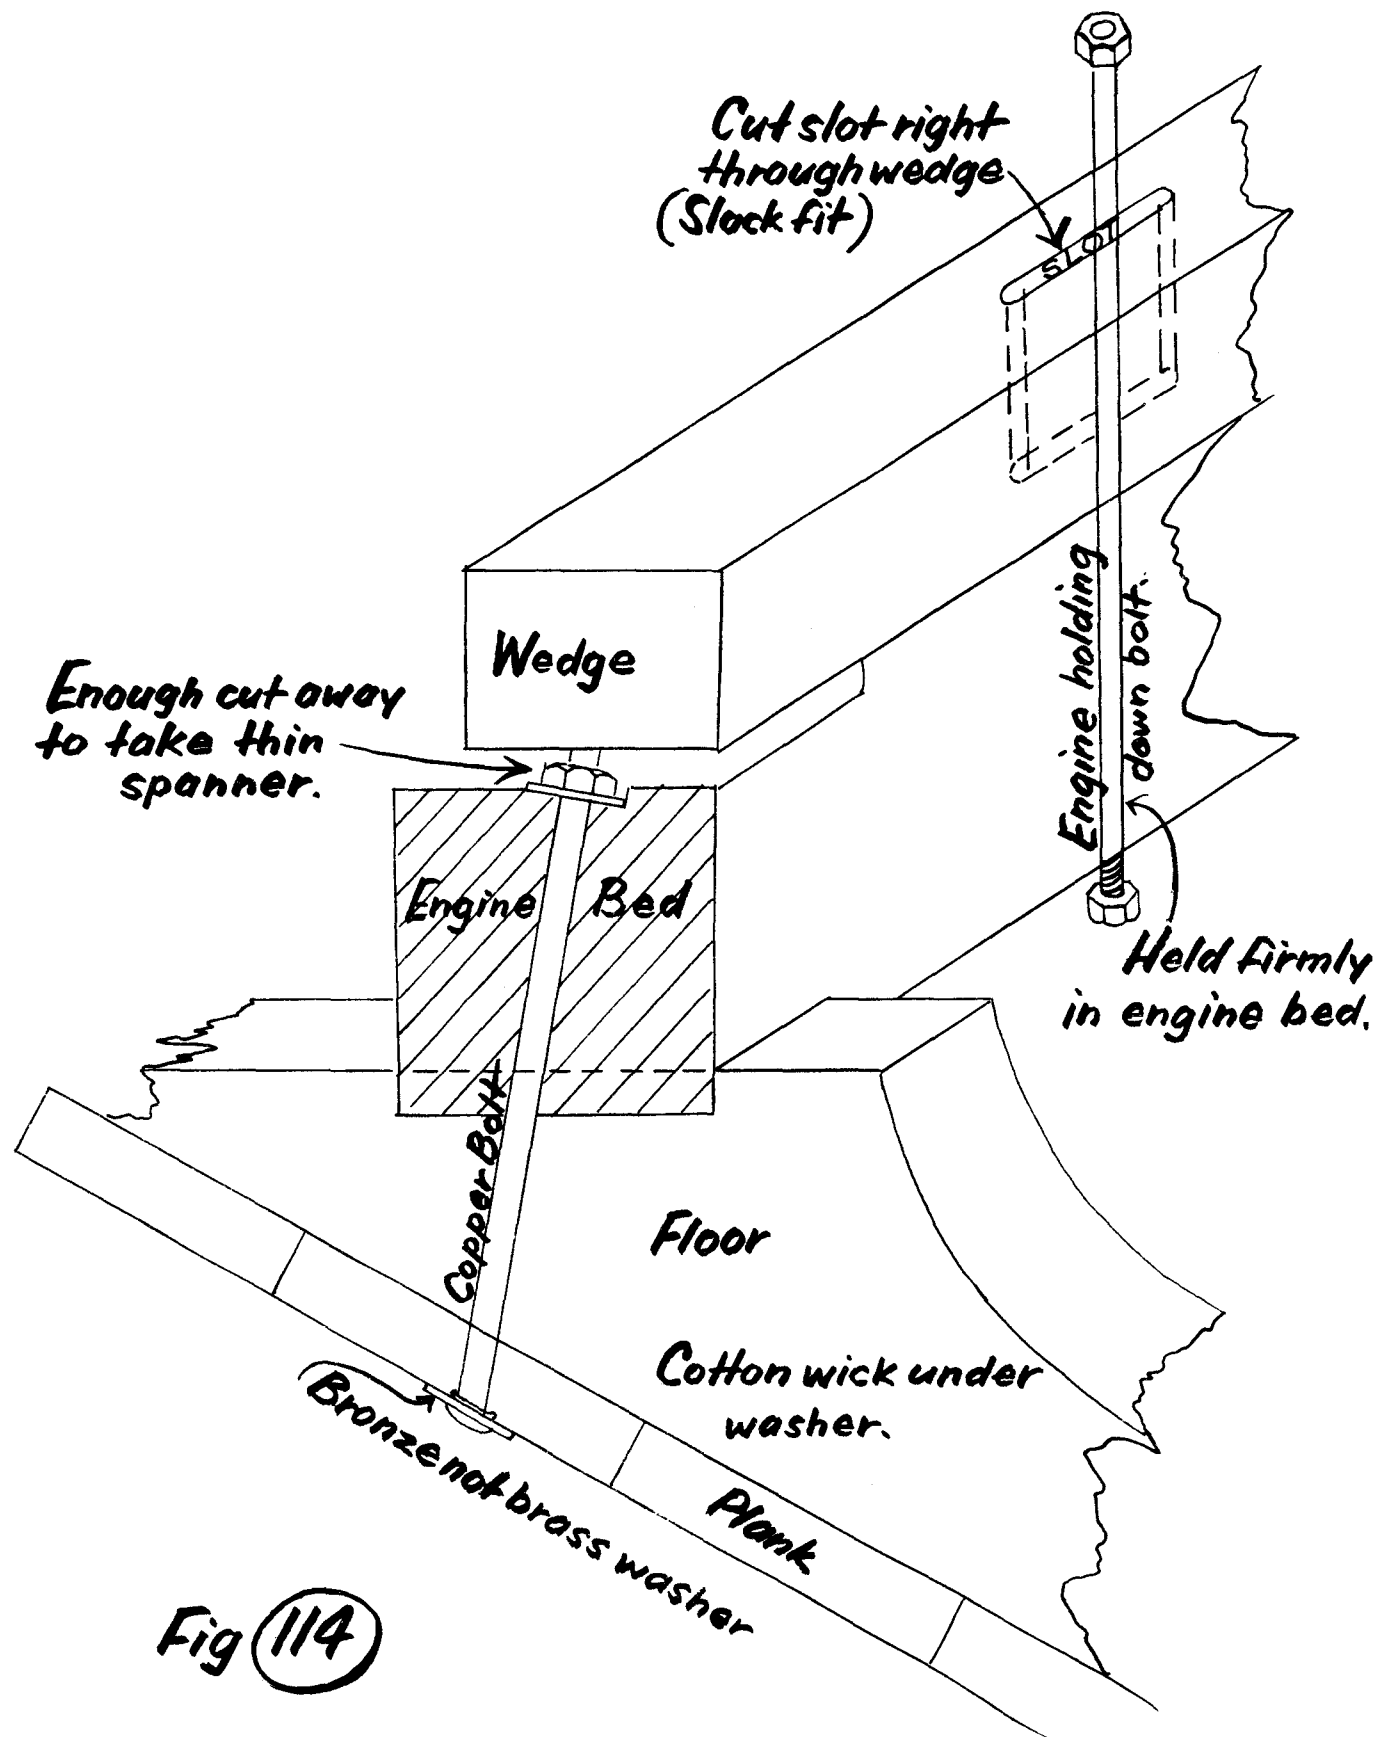 Cut slot right
through wedge
(Slack fit)
SLOT
Wedge
Enough cut away
to take thin
spanner.
Engine holding
down bolt.
Engine Bed
Held firmly
in engine bed.
Copper Bolt
Floor
Cotton wick under
washer.
Bronze not brass washer
Plank
Fig 114